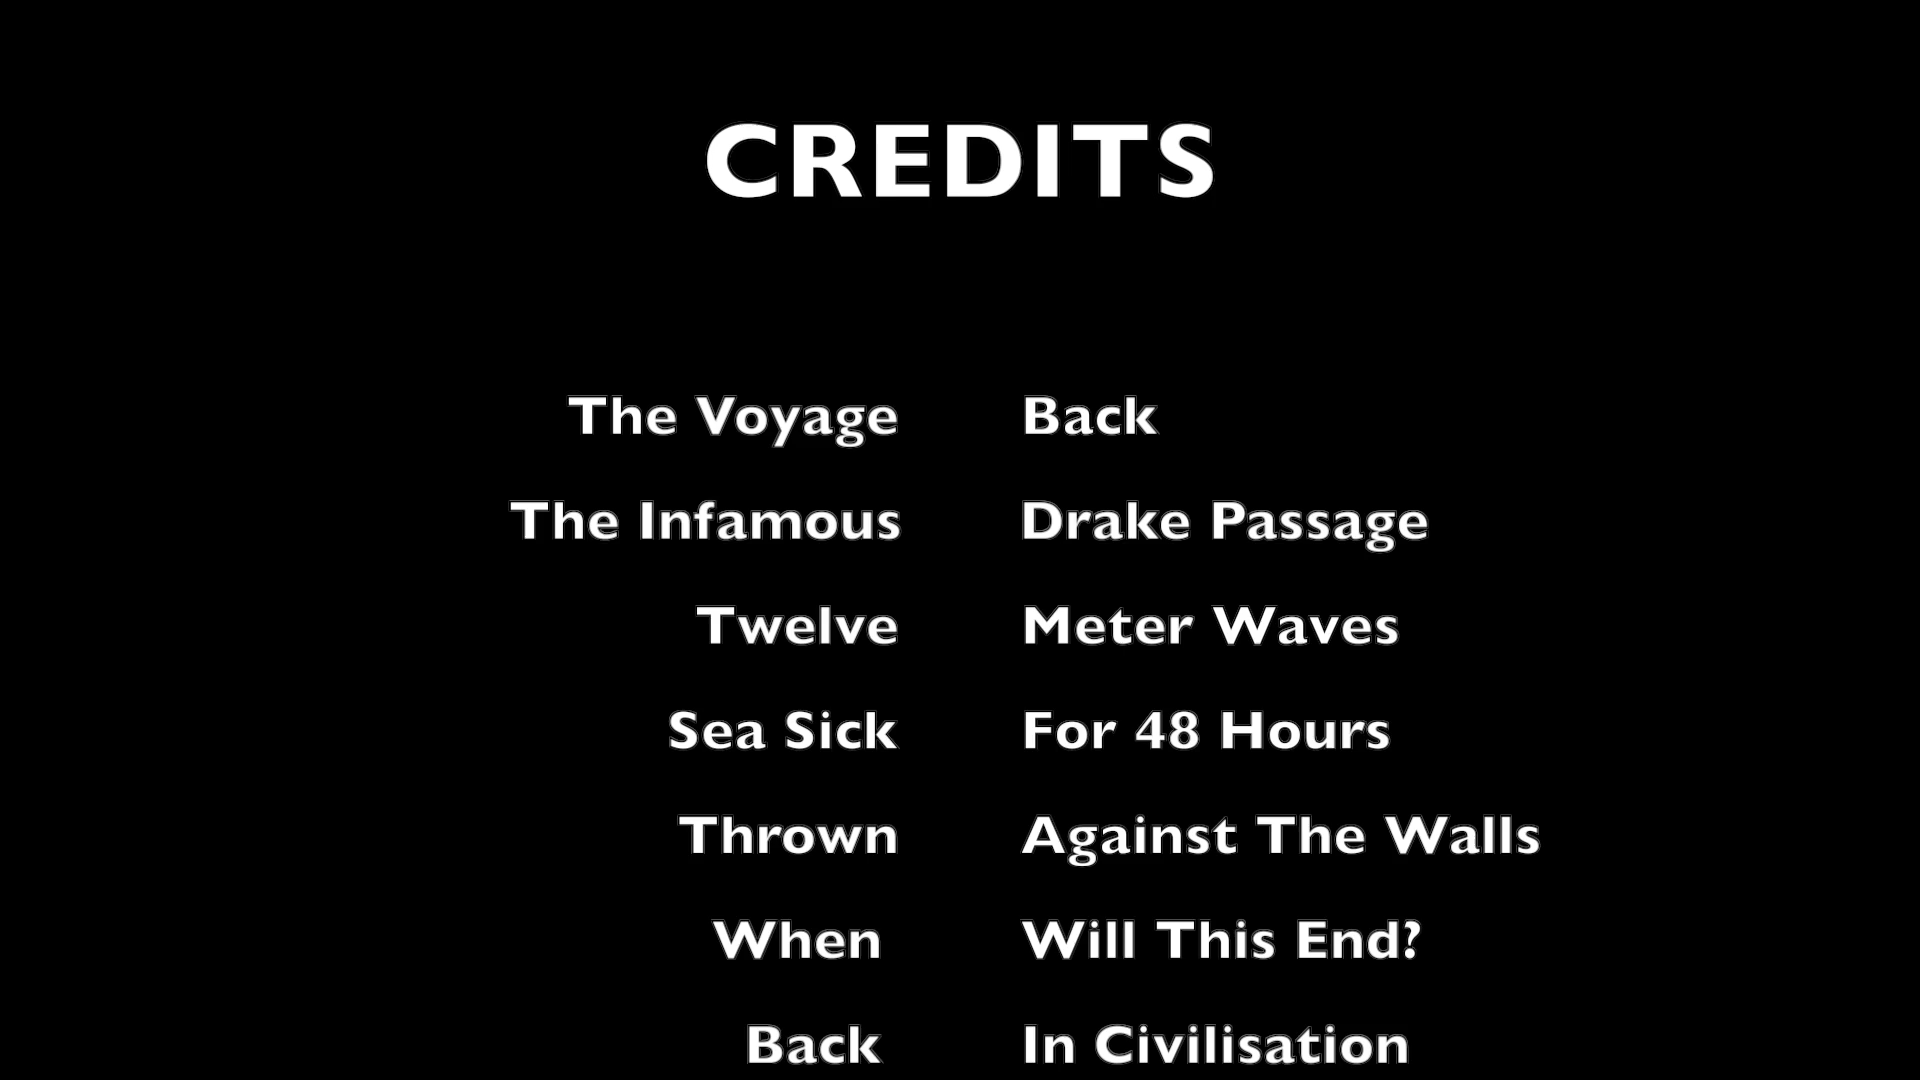 CREDITS
The Voyage Back
The Infamous Drake Passage
Twelve Meter Waves
Sea Sick For 48 Hours
Thrown Against The Walls
When Will This End?
Back In Civilisation